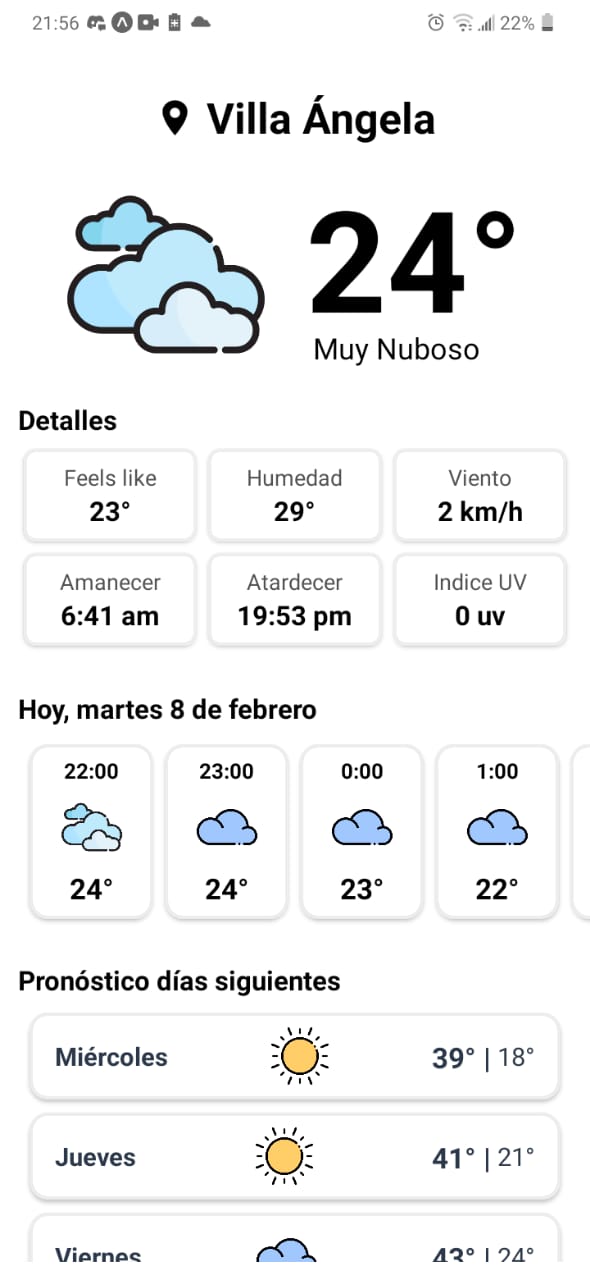 21:56 22%
Villa Ángela
24°
Muy Nuboso
Detalles
Feels like Humedad Viento
23° 29° 2 km/h
Amanecer Atardecer Indice UV
6:41 am 19:53 pm 0 uv
Hoy, martes 8 de febrero
22:00 23:00 0:00 1:00
24° 24° 23° 22°
Pronóstico días siguientes
Miércoles 39° | 18°
Jueves 41° | 21°
Viernes 43° | 24°